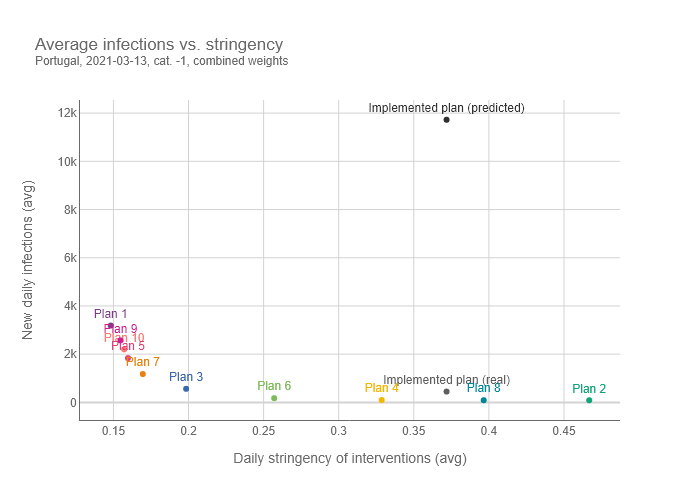 Average infections vs. stringency
Portugal, 2021-03-13, cat. -1, combined weights
Implemented plan (predicted)
12k
10k
8k
6k
4k
2k
0
New daily infections (avg)
Plan 1
Plan 9
Plan 10
Plan 5
Plan 7
Plan 3
Plan 6
Plan 4
Implemented plan (real)
Plan 8
Plan 2
0.15
0.2
0.25
0.3
0.35
0.4
0.45
Daily stringency of interventions (avg)